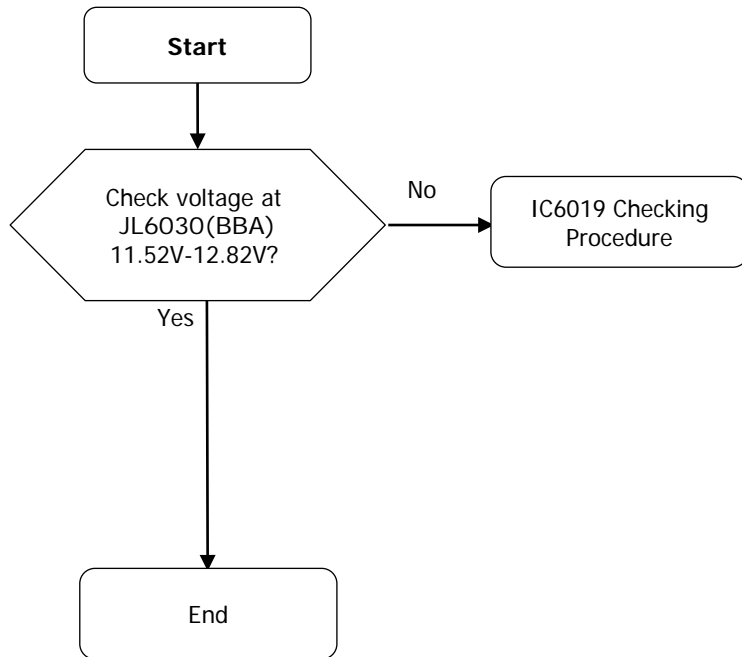 Start
Check voltage at
JL6030(BBA)
11.52V-12.82V?
No
IC6019 Checking
Procedure
Yes
End